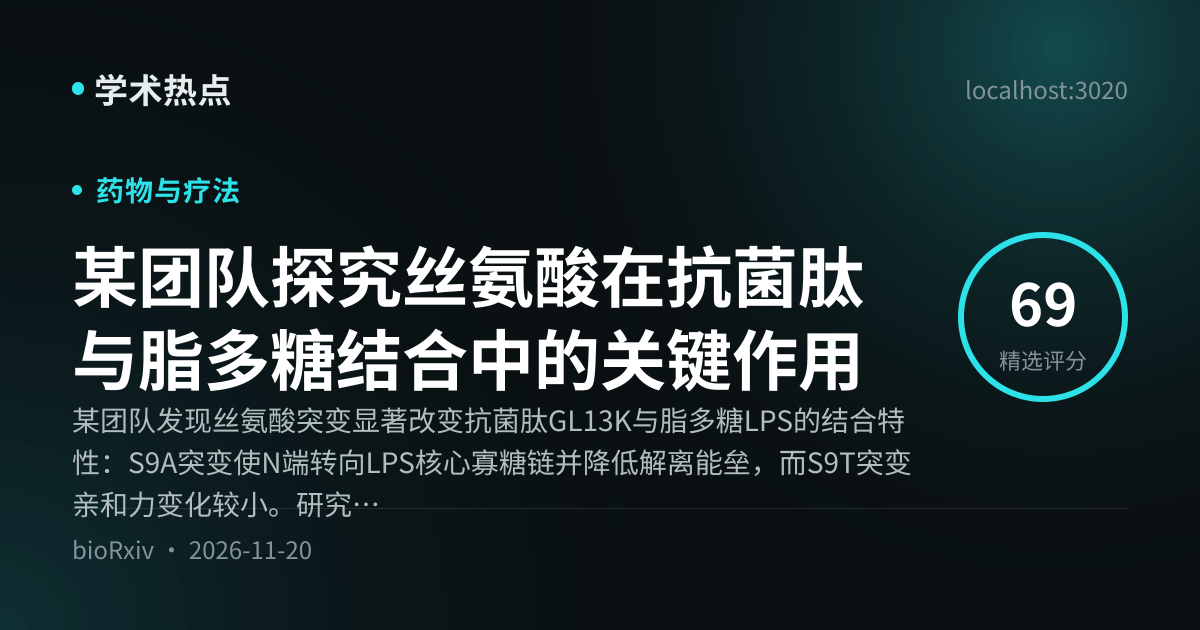 学术热点
localhost:3020
药物与疗法
某团队探究丝氨酸在抗菌肽
与脂多糖结合中的关键作用
69
精选评分
某团队发现丝氨酸突变显著改变抗菌肽GL13K与脂多糖LPS的结合特
性：S9A突变使N端转向LPS核心寡糖链并降低解离能垒，而S9T突变
亲和力变化较小。研究…
bioRxiv • 2026-11-20